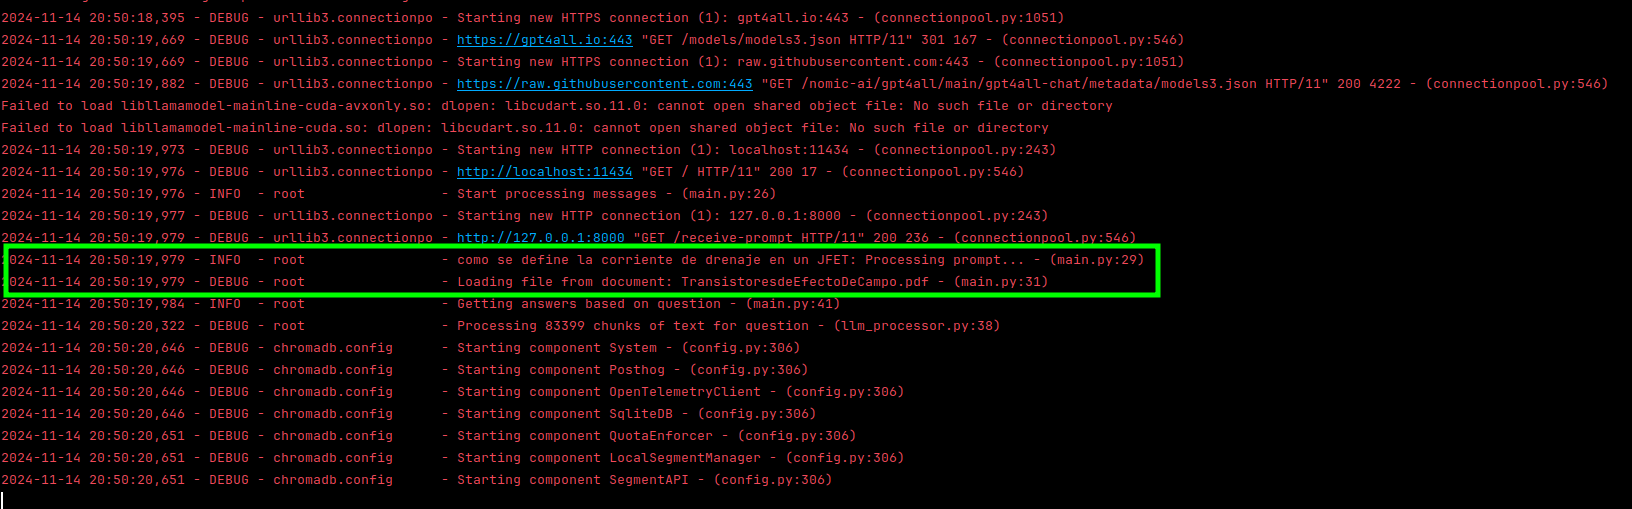 2024-11-14 20:50:18,395 - DEBUG - urllib3.connectionpo - Starting new HTTPS connection (1): gpt4all.io:443 - (connectionpool.py:1051)
2024-11-14 20:50:19,669 - DEBUG - urllib3.connectionpo - https://gpt4all.io:443 "GET /models/models3.json HTTP/11" 301 167 - (connectionpool.py:546)
2024-11-14 20:50:19,669 - DEBUG - urllib3.connectionpo - Starting new HTTPS connection (1): raw.githubusercontent.com:443 - (connectionpool.py:1051)
2024-11-14 20:50:19,882 - DEBUG - urllib3.connectionpo - https://raw.githubusercontent.com:443 "GET /nomic-ai/gpt4all/main/gpt4all-chat/metadata/models3.json HTTP/11" 200 4222 - (connectionpool.py:546)
Failed to load libllamamodel-mainline-cuda-avxonly.so: dlopen: libcudart.so.11.0: cannot open shared object file: No such file or directory
Failed to load libllamamodel-mainline-cuda.so: dlopen: libcudart.so.11.0: cannot open shared object file: No such file or directory
2024-11-14 20:50:19,973 - DEBUG - urllib3.connectionpo - Starting new HTTP connection (1): localhost:11434 - (connectionpool.py:243)
2024-11-14 20:50:19,976 - DEBUG - urllib3.connectionpo - http://localhost:11434 "GET / HTTP/11" 200 17 - (connectionpool.py:546)
2024-11-14 20:50:19,976 - INFO  - root                 - Start processing messages - (main.py:26)
2024-11-14 20:50:19,977 - DEBUG - urllib3.connectionpo - Starting new HTTP connection (1): 127.0.0.1:8000 - (connectionpool.py:243)
2024-11-14 20:50:19,979 - DEBUG - urllib3.connectionpo - http://127.0.0.1:8000 "GET /receive-prompt HTTP/11" 200 236 - (connectionpool.py:546)
2024-11-14 20:50:19,979 - INFO  - root                 - como se define la corriente de drenaje en un JFET: Processing prompt... - (main.py:29)
2024-11-14 20:50:19,979 - DEBUG - root                 - Loading file from document: TransistoresdeEfectoDeCampo.pdf - (main.py:31)
2024-11-14 20:50:19,984 - INFO  - root                 - Getting answers based on question - (main.py:41)
2024-11-14 20:50:20,322 - DEBUG - root                 - Processing 83399 chunks of text for question - (llm_processor.py:38)
2024-11-14 20:50:20,646 - DEBUG - chromadb.config      - Starting component System - (config.py:306)
2024-11-14 20:50:20,646 - DEBUG - chromadb.config      - Starting component Posthog - (config.py:306)
2024-11-14 20:50:20,646 - DEBUG - chromadb.config      - Starting component OpenTelemetryClient - (config.py:306)
2024-11-14 20:50:20,646 - DEBUG - chromadb.config      - Starting component SqliteDB - (config.py:306)
2024-11-14 20:50:20,651 - DEBUG - chromadb.config      - Starting component QuotaEnforcer - (config.py:306)
2024-11-14 20:50:20,651 - DEBUG - chromadb.config      - Starting component LocalSegmentManager - (config.py:306)
2024-11-14 20:50:20,651 - DEBUG - chromadb.config      - Starting component SegmentAPI - (config.py:306)